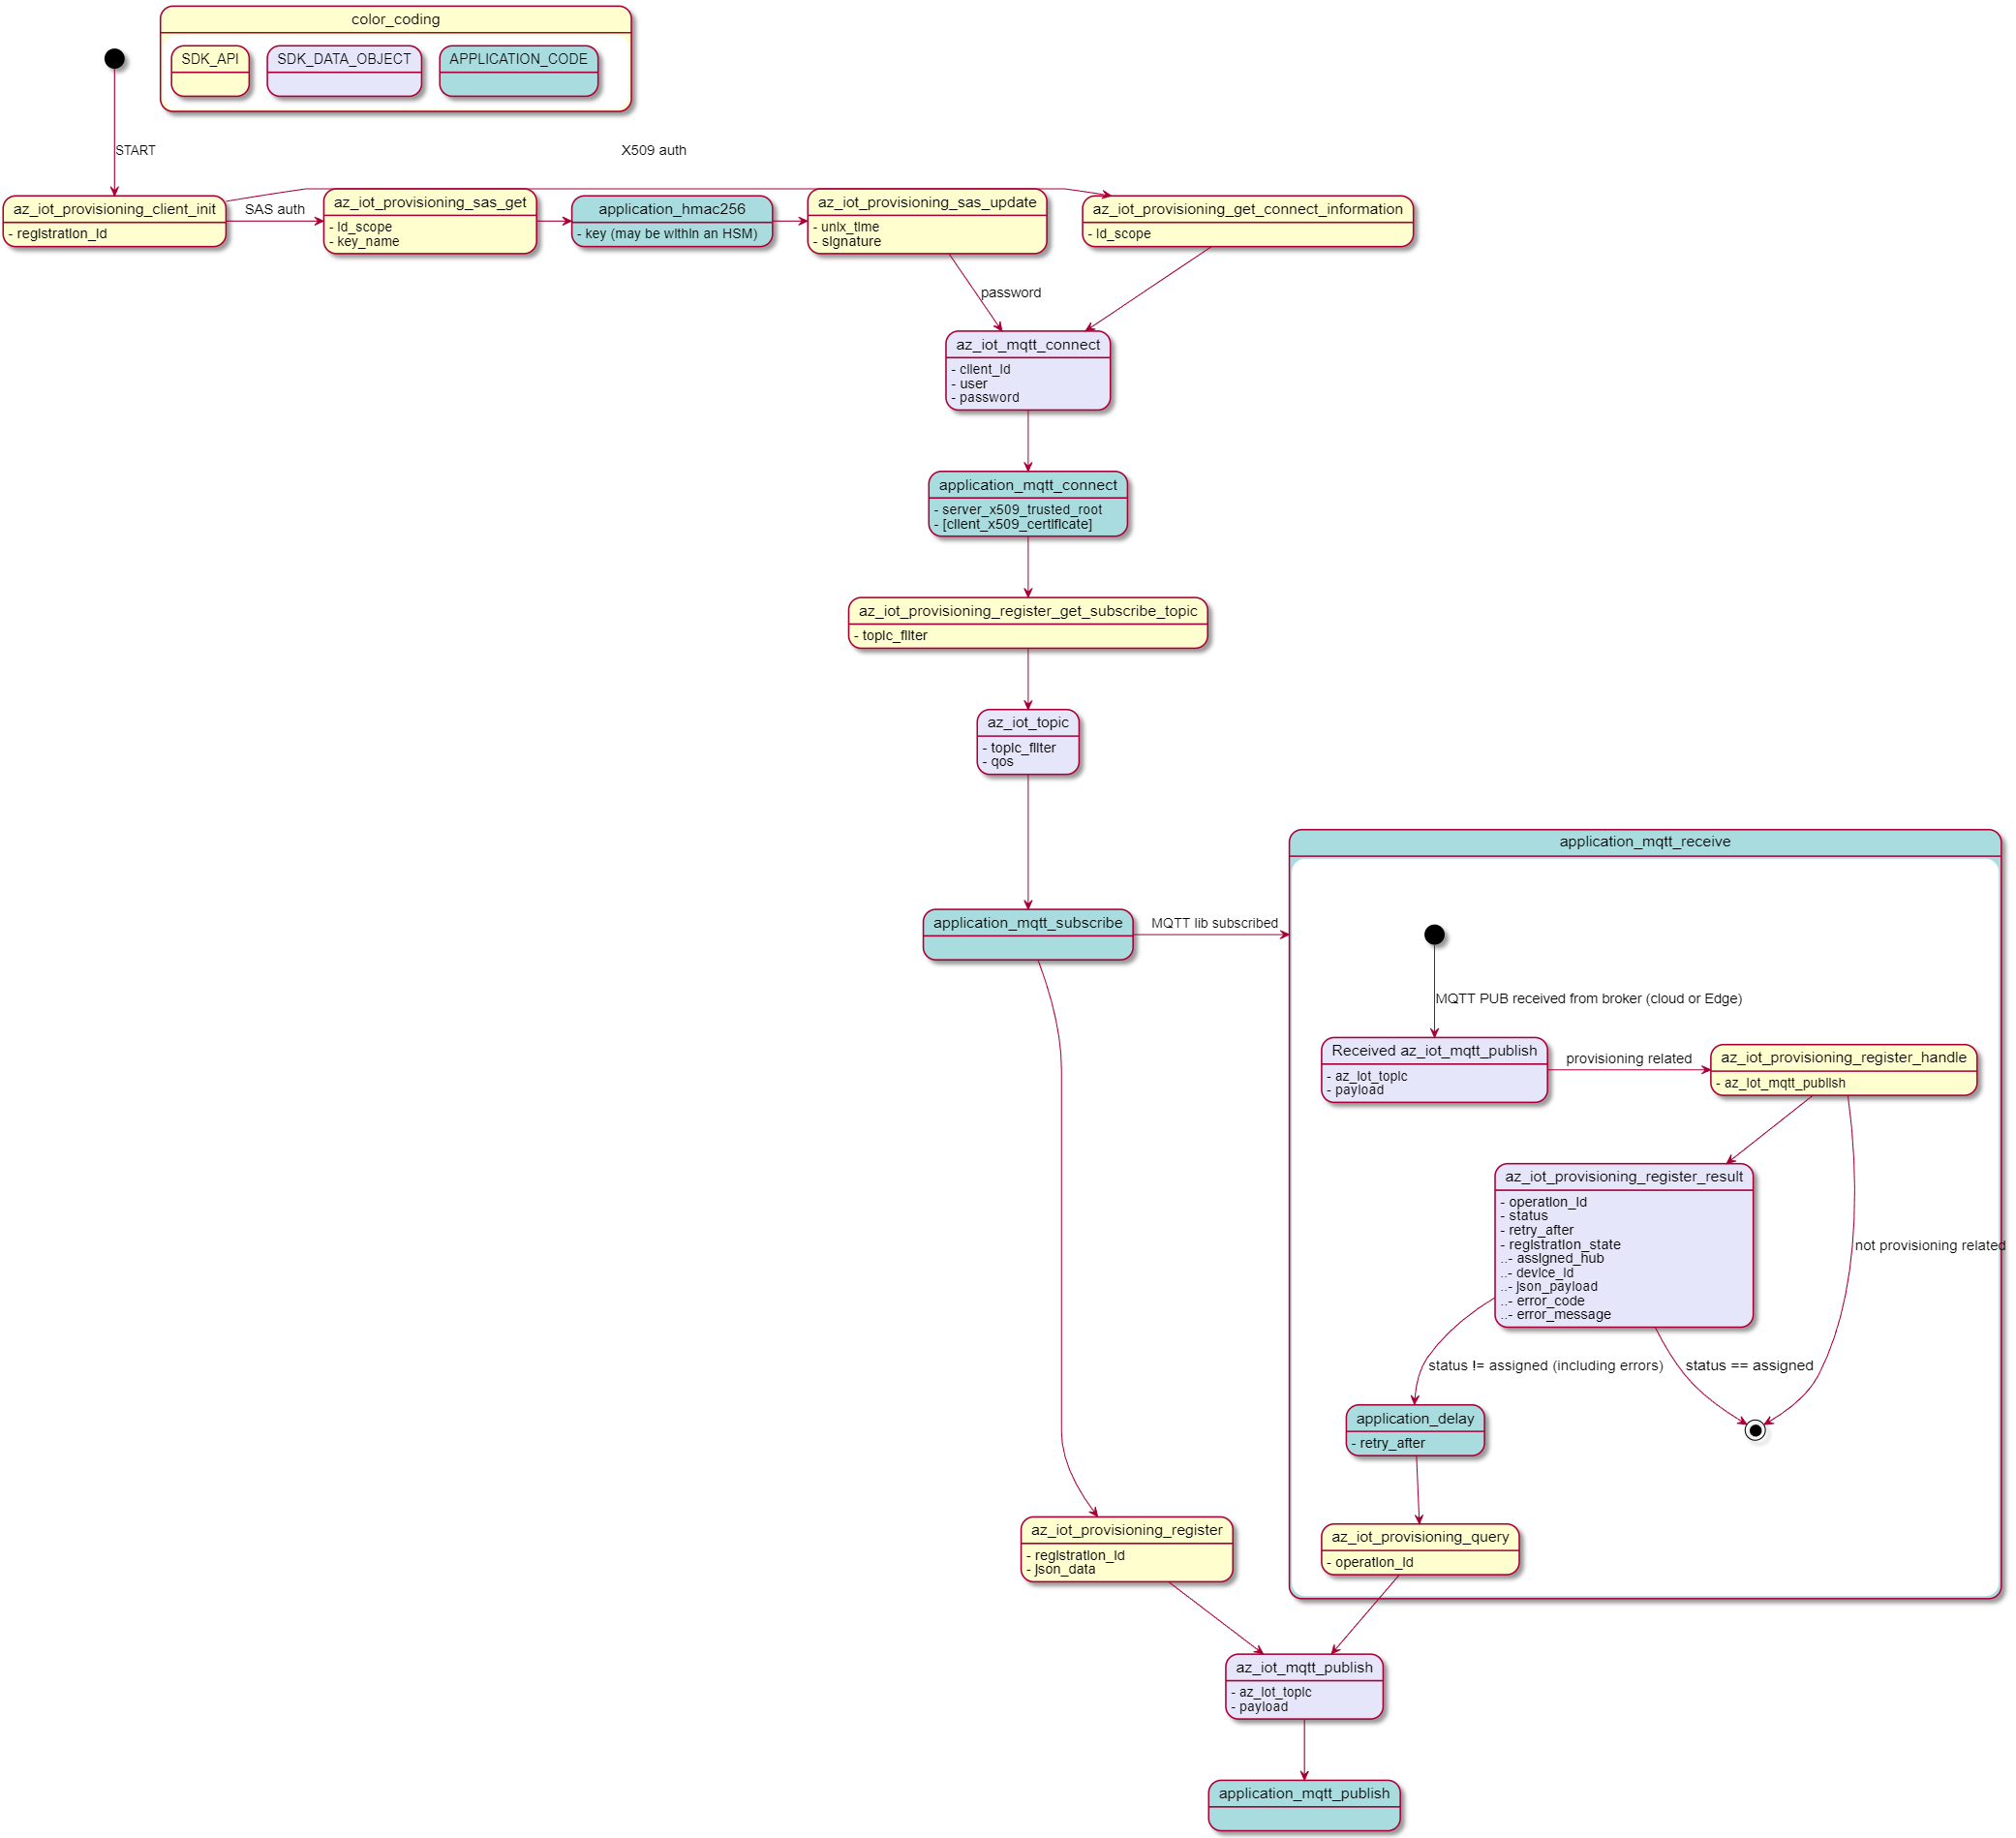 color_coding
SDK_API
SDK_DATA_OBJECT
APPLICATION_CODE
START
X509 auth
az_iot_provisioning_client_init
- registration_id
SAS auth
az_iot_provisioning_sas_get
- id_scope
- key_name
application_hmac256
- key (may be within an HSM)
az_iot_provisioning_sas_update
- unix_time
- signature
az_iot_provisioning_get_connect_information
- id_scope
password
az_iot_mqtt_connect
- client_id
- user
- password
application_mqtt_connect
- server_x509_trusted_root
- [client_x509_certificate]
az_iot_provisioning_register_get_subscribe_topic
- topic_filter
az_iot_topic
- topic_filter
- qos
application_mqtt_subscribe
MQTT lib subscribed
application_mqtt_receive
MQTT PUB received from broker (cloud or Edge)
Received az_iot_mqtt_publish
- az_iot_topic
- payload
provisioning related
az_iot_provisioning_register_handle
- az_iot_mqtt_publish
az_iot_provisioning_register_result
- operation_id
- status
- retry_after
- registration_state
..- assigned_hub
..- device_id
..- json_payload
..- error_code
..- error_message
not provisioning related
status != assigned (including errors)
status == assigned
application_delay
- retry_after
az_iot_provisioning_register
- registration_id
- json_data
az_iot_provisioning_query
- operation_id
az_iot_mqtt_publish
- az_iot_topic
- payload
application_mqtt_publish